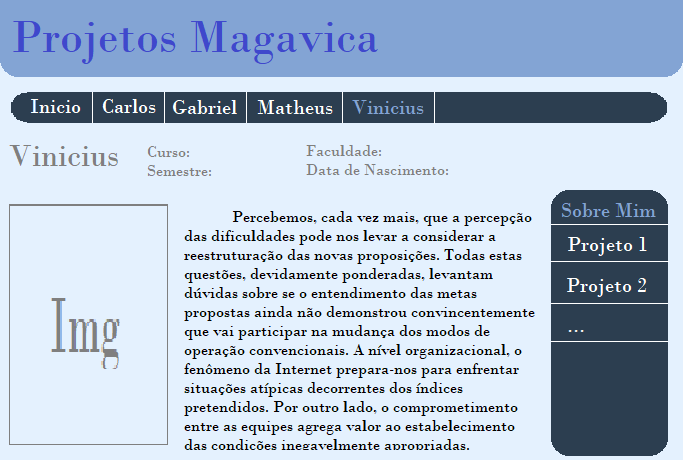 Projetos Magavica
Inicio Carlos Gabriel Matheus Vinicius
Vinicius
Curso:
Semestre:
Faculdade:
Data de Nascimento:
Img
Percebemos, cada vez mais, que a percepção
das dificuldades pode nos levar a considerar a
reestruturação das novas proposições. Todas estas
questões, devidamente ponderadas, levantam
dúvidas sobre se o entendimento das metas
propostas ainda não demonstrou convincentemente
que vai participar na mudança dos modos de
operação convencionais. A nível organizacional, o
fenômeno da Internet prepara-nos para enfrentar
situações atípicas decorrentes dos índices
pretendidos. Por outro lado, o comprometimento
entre as equipes agrega valor ao estabelecimento
das condições inegavelmente apropriadas.
Sobre Mim
Projeto 1
Projeto 2
...